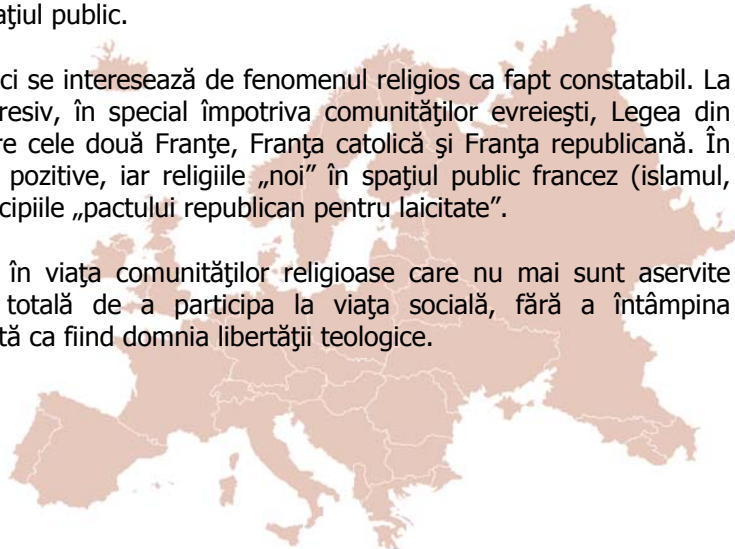 aţiul public.
ci se interesează de fenomenul religios ca fapt constatabil. La
resiv, în special împotriva comunităţilor evreieşti, Legea din
re cele două Franţe, Franţa catolică şi Franţa republicană. În
pozitive, iar religiile „noi” în spaţiul public francez (islamul,
cipiile „pactului republican pentru laicitate”.
în viaţa comunităţilor religioase care nu mai sunt aservite
totală de a participa la viaţa socială, fără a întâmpina
tă ca fiind domnia libertăţii teologice.